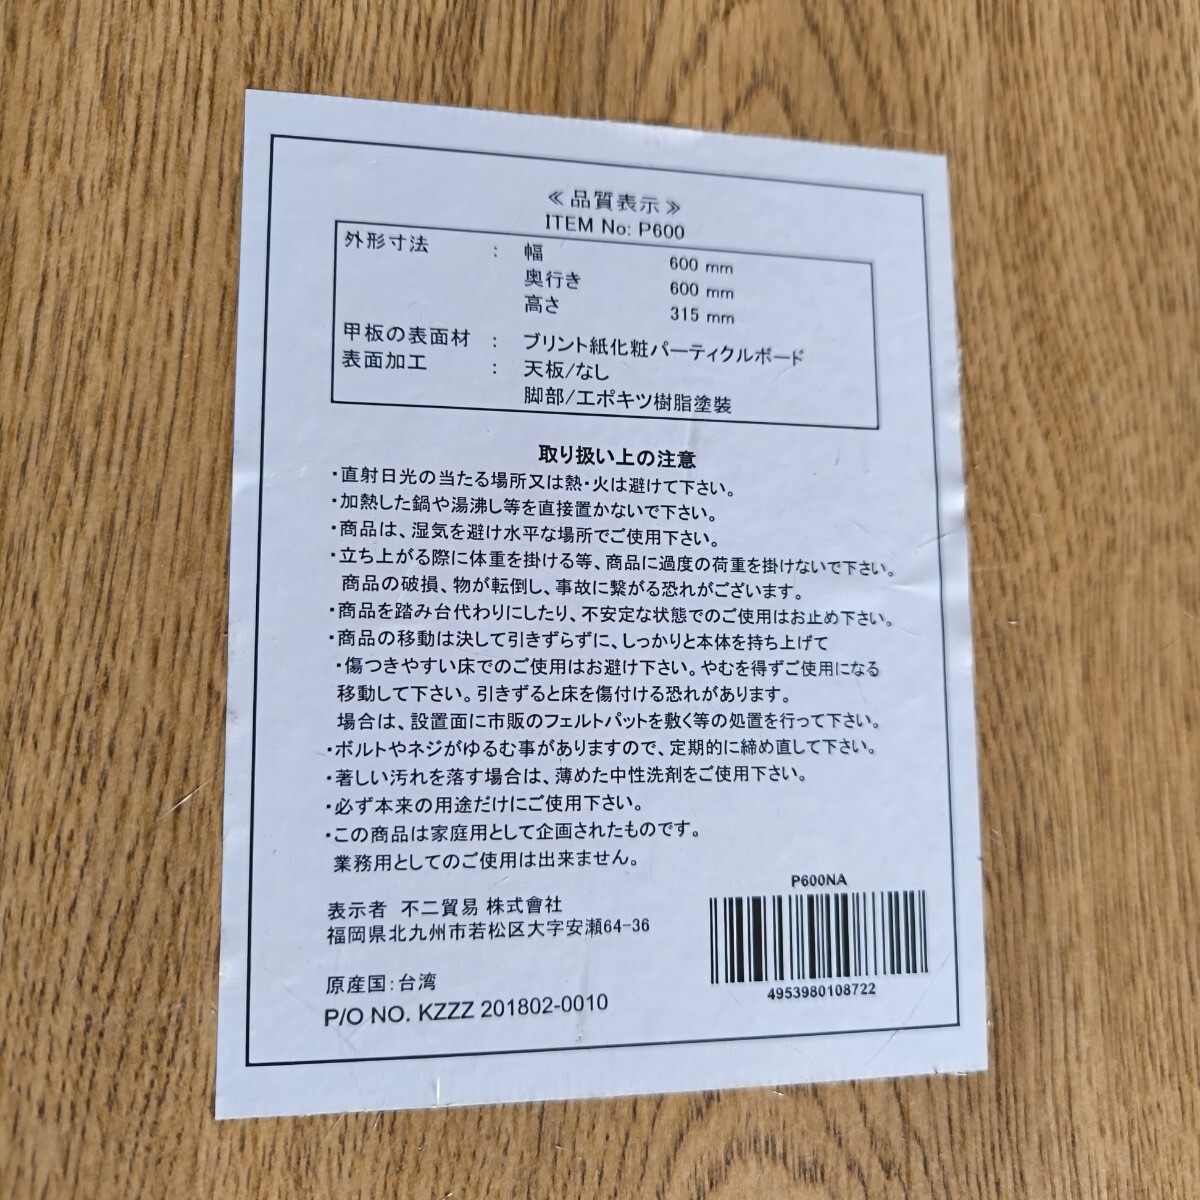 ≪品質表示≫
ITEM No: P600
外形寸法 : 幅 600 mm
奥行き 600 mm
高さ 315 mm
甲板の表面材 : プリント紙化粧パーティクルボード
表面加工 : 天板/なし
脚部/エポキツ樹脂塗装
取り扱い上の注意
・直射日光の当たる場所又は熱・火は避けて下さい。
・加熱した鍋や湯沸し等を直接置かないで下さい。
・商品は、湿気を避け水平な場所でご使用下さい。
・立ち上がる際に体重を掛ける等、商品に過度の荷重を掛けないで下さい。
商品の破損、物が転倒し、事故に繋がる恐れがございます。
・商品を踏み台代わりにしたり、不安定な状態でのご使用はお止め下さい。
・商品の移動は決して引きずらずに、しっかりと本体を持ち上げて
・傷つきやすい床でのご使用はお避け下さい。やむを得ずご使用になる
移動して下さい。引きずると床を傷付ける恐れがあります。
場合は、設置面に市販のフェルトパットを敷く等の処置を行って下さい。
・ボルトやネジがゆるむ事がありますので、定期的に締め直して下さい。
・著しい汚れを落す場合は、薄めた中性洗剤をご使用下さい。
・必ず本来の用途だけにご使用下さい。
・この商品は家庭用として企画されたものです。
業務用としてのご使用は出来ません。
表示者 不二貿易 株式會社
福岡県北九州市若松区大字安瀬64-36
原産国:台湾
P/O NO. KZZZ 201802-0010
P600NA
4953980108722